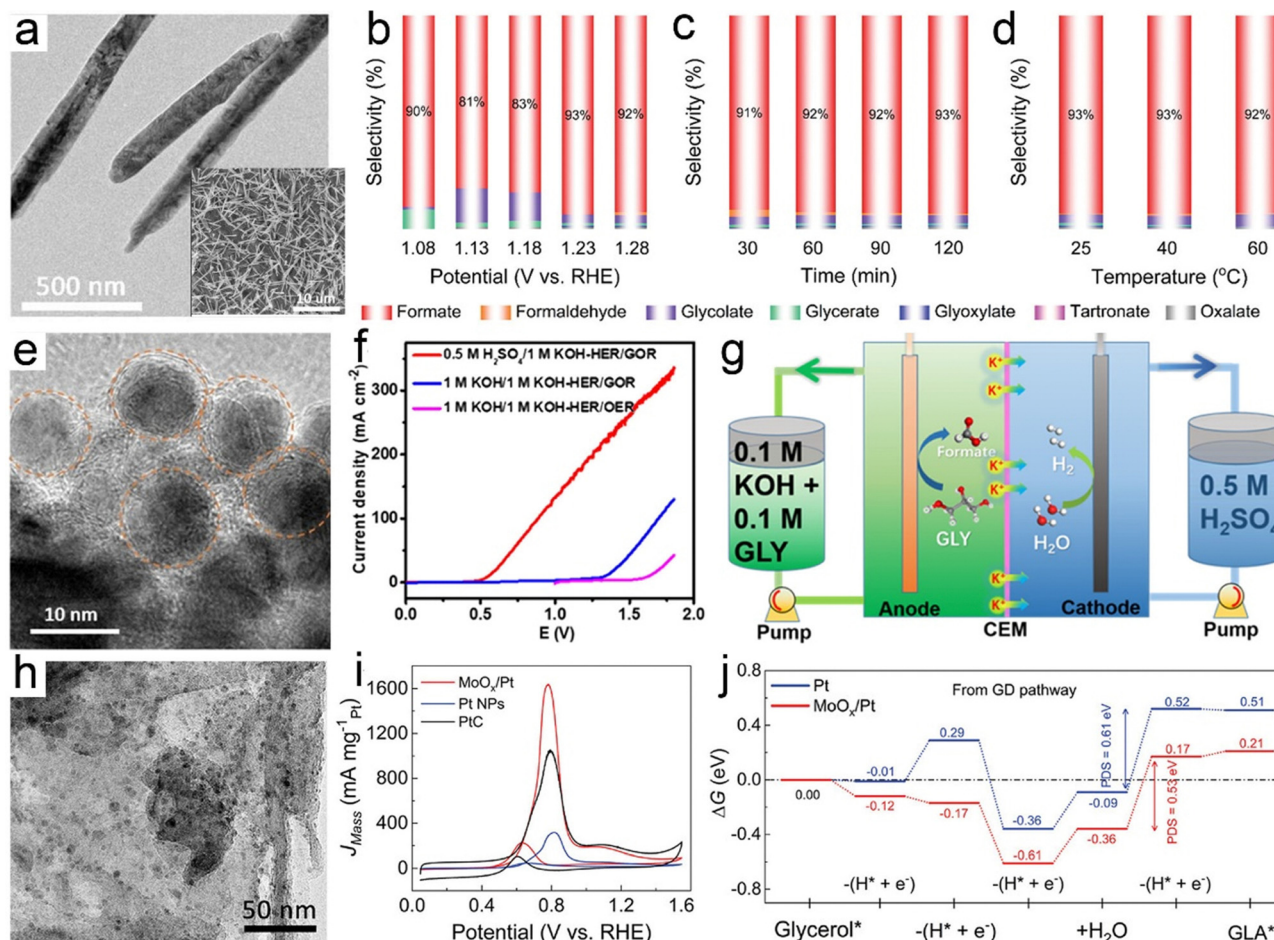 a
500 nm
10 um
b
Selectivity (%)
90%
81%
83%
93%
92%
1.08
1.13
1.18
1.23
1.28
Potential (V vs. RHE)
c
Selectivity (%)
91%
92%
92%
93%
30
60
90
120
Time (min)
d
Selectivity (%)
93%
93%
92%
25
40
60
Temperature (°C)
Formate
Formaldehyde
Glycolate
Glycerate
Glyoxylate
Tartronate
Oxalate
e
10 nm
f
Current density (mA cm⁻²)
300
200
100
0
0.5 M H₂SO₄/1 M KOH-HER/GOR
1 M KOH/1 M KOH-HER/GOR
1 M KOH/1 M KOH-HER/OER
0.0
0.5
1.0
1.5
2.0
E (V)
g
0.1 M
KOH +
0.1 M
GLY
Pump
Formate
GLY
Anode
K⁺
K⁺
K⁺
K⁺
K⁺
K⁺
CEM
H₂
H₂O
Cathode
0.5 M
H₂SO₄
Pump
h
50 nm
i
J_Mass (mA mg⁻¹_Pt)
1600
1200
800
400
0
MoOₓ/Pt
Pt NPs
PtC
0.0
0.4
0.8
1.2
1.6
Potential (V vs. RHE)
j
ΔG (eV)
0.8
0.4
0.0
-0.4
-0.8
Pt
MoOₓ/Pt
From GD pathway
0.00
-0.01
-0.12
0.29
-0.17
-0.36
-0.61
-0.09
-0.36
PDS = 0.61 eV
0.52
0.51
0.17
0.21
PDS = 0.53 eV
-(H* + e⁻)
-(H* + e⁻)
-(H* + e⁻)
Glycerol*
-(H* + e⁻)
+H₂O
GLA*